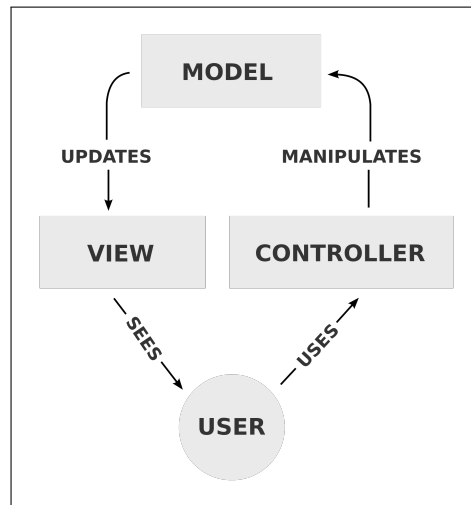 MODEL
UPDATES
MANIPULATES
VIEW
CONTROLLER
SEES
USES
USER